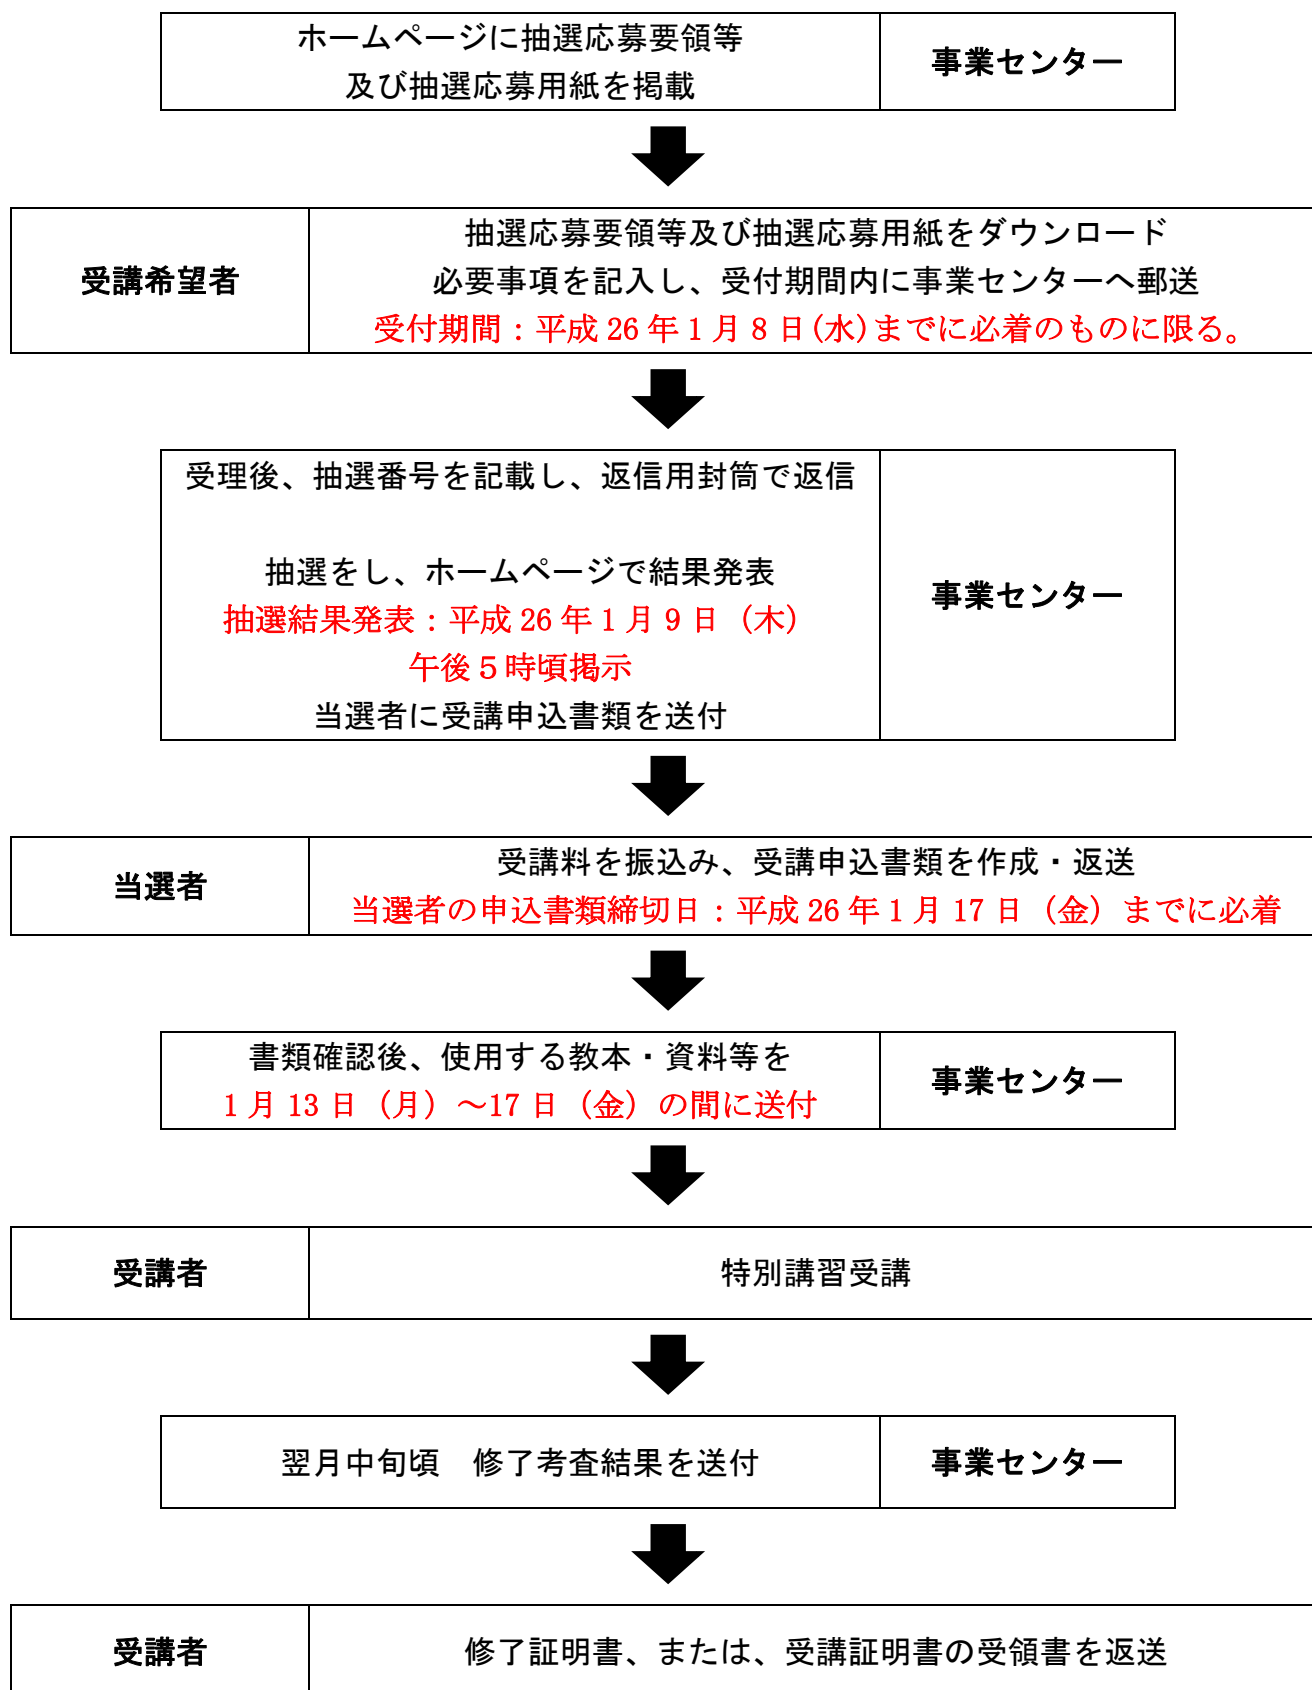 ホームページに抽選応募要領等
及び抽選応募用紙を掲載
事業センター
受講希望者
抽選応募要領等及び抽選応募用紙をダウンロード
必要事項を記入し、受付期間内に事業センターへ郵送
受付期間：平成 26 年 1 月 8 日(水)までに必着のものに限る。
受理後、抽選番号を記載し、返信用封筒で返信
抽選をし、ホームページで結果発表
抽選結果発表：平成 26 年 1 月 9 日（木）
午後５時頃掲示
当選者に受講申込書類を送付
事業センター
当選者
受講料を振込み、受講申込書類を作成・返送
当選者の申込書類締切日：平成 26 年 1 月 17 日（金）までに必着
書類確認後、使用する教本・資料等を
1 月 13 日（月）～17 日（金）の間に送付
事業センター
受講者
特別講習受講
翌月中旬頃　修了考査結果を送付
事業センター
受講者
修了証明書、または、受講証明書の受領書を返送